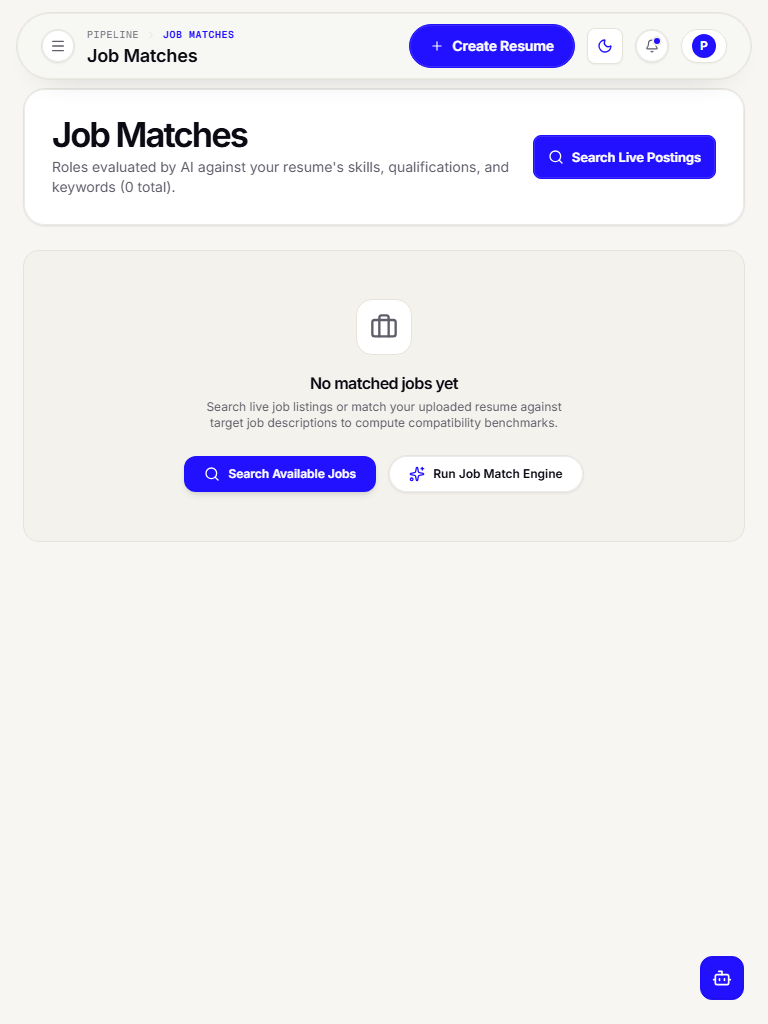 PIPELINE JOB MATCHES
Job Matches
Create Resume
P
Job Matches
Roles evaluated by AI against your resume's skills, qualifications, and
keywords (0 total).
Search Live Postings
No matched jobs yet
Search live job listings or match your uploaded resume against
target job descriptions to compute compatibility benchmarks.
Search Available Jobs
Run Job Match Engine